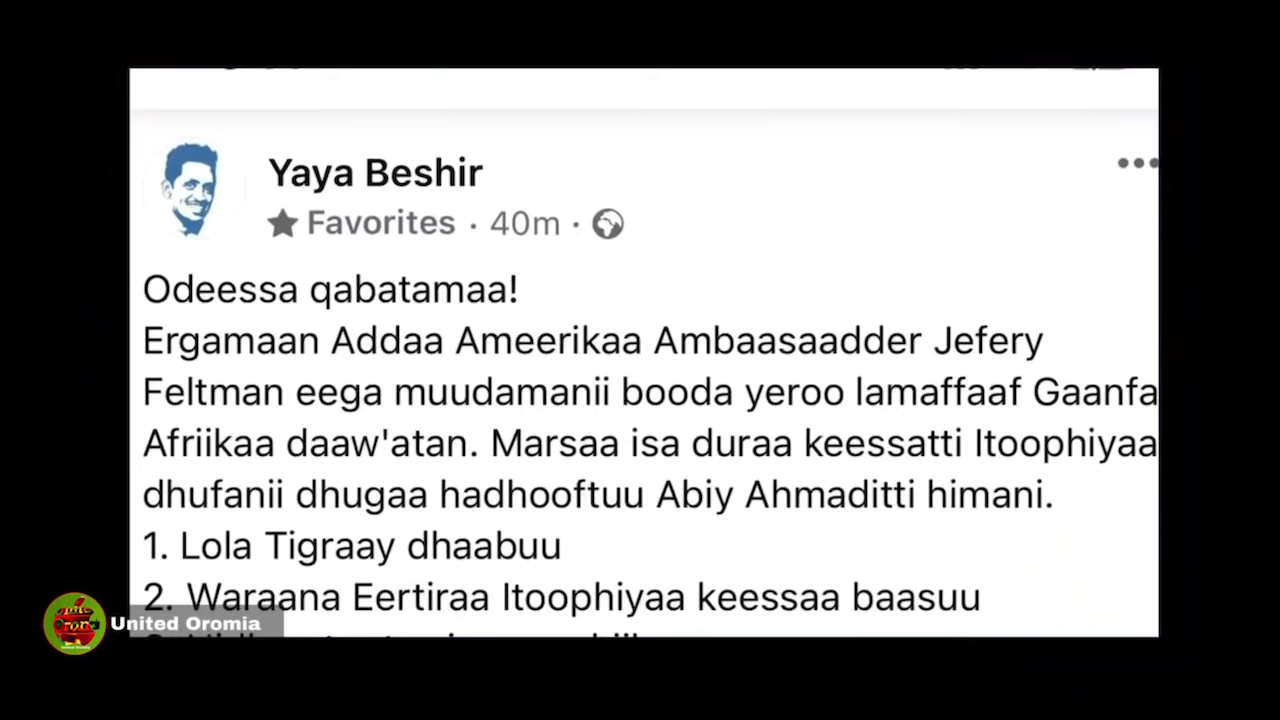 Yaya Beshir
Favorites · 40m ·
Odeessa qabatamaa!
Ergamaan Addaa Ameerikaa Ambaasaadder Jefery
Feltman eega muudamanii booda yeroo lamaffaaf Gaanfa
Afriikaa daaw'atan. Marsaa isa duraa keessatti Itoophiyaa
dhufanii dhugaa hadhooftuu Abiy Ahmaditti himani.
1. Lola Tigraay dhaabuu
2. Waraana Eertiraa Itoophiyaa keessaa baasuu
United Oromia